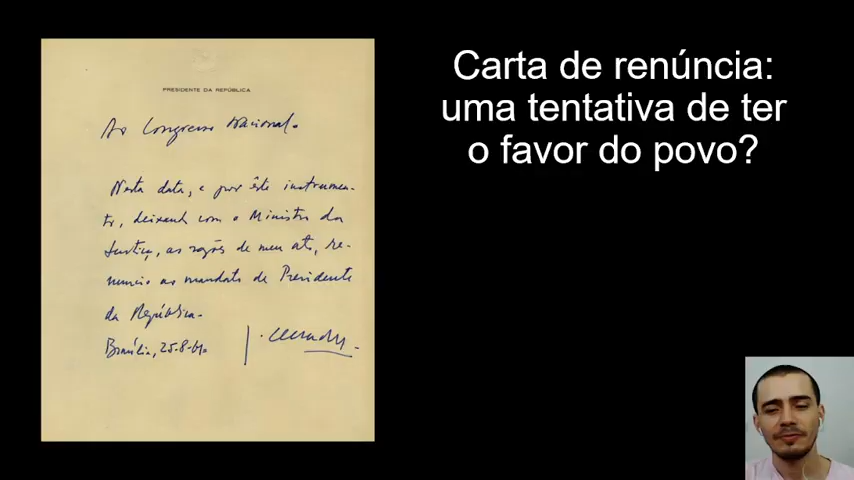 PRESIDENTE DA REPÚBLICA
Ao Congresso Nacional.
Nesta data, e por êste instrumen-
to, deixando com o Ministro da
Justiça, as razões de meu ato, re-
nuncio ao mandato de Presidente
da República.
Brasília, 25-8-61.
Carta de renúncia:
uma tentativa de ter
o favor do povo?